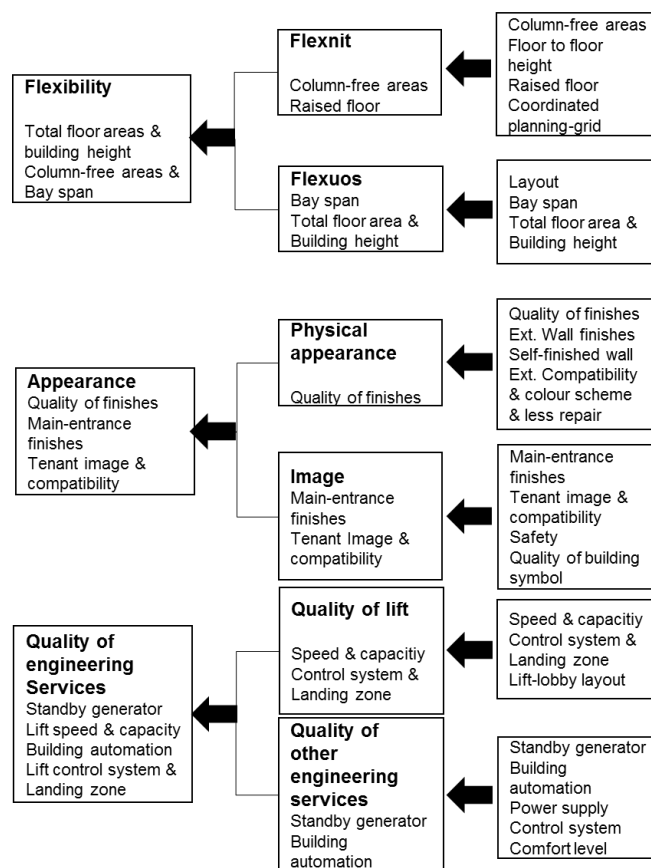 Flexibility
Total floor areas &
building height
Column-free areas &
Bay span
Flexnit
Column-free areas
Raised floor
Column-free areas
Floor to floor
height
Raised floor
Coordinated
planning-grid
Flexuos
Bay span
Total floor area &
Building height
Layout
Bay span
Total floor area &
Building height
Appearance
Quality of finishes
Main-entrance
finishes
Tenant image &
compatibility
Physical
appearance
Quality of finishes
Quality of finishes
Ext. Wall finishes
Self-finished wall
Ext. Compatibility
& colour scheme
& less repair
Image
Main-entrance
finishes
Tenant Image &
compatibility
Main-entrance
finishes
Tenant image &
compatibility
Safety
Quality of building
symbol
Quality of
engineering
Services
Standby generator
Lift speed & capacity
Building automation
Lift control system &
Landing zone
Quality of lift
Speed & capacitiy
Control system &
Landing zone
Speed & capacitiy
Control system &
Landing zone
Lift-lobby layout
Quality of
other
engineering
services
Standby generator
Building
automation
Standby generator
Building
automation
Power supply
Control system
Comfort level